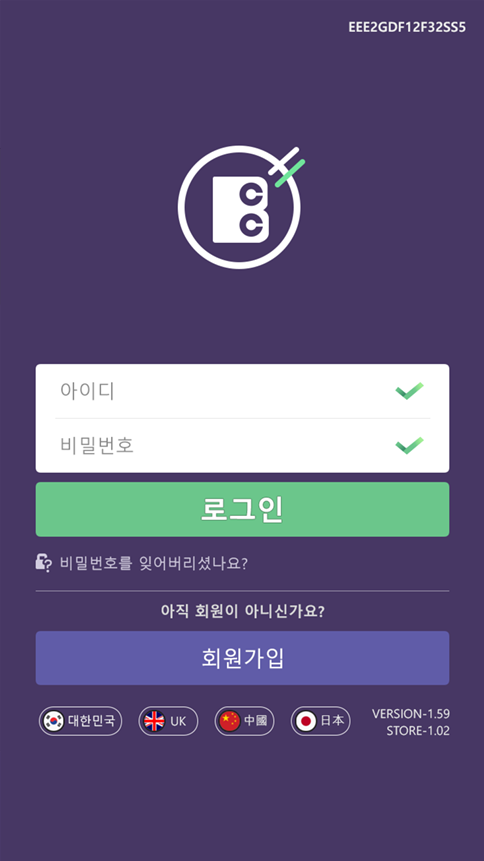 EEE2GDF12F32SS5
아이디
비밀번호
로그인
비밀번호를 잊어버리셨나요?
아직 회원이 아니신가요?
회원가입
대한민국 UK 中國 日本 VERSION-1.59
STORE-1.02